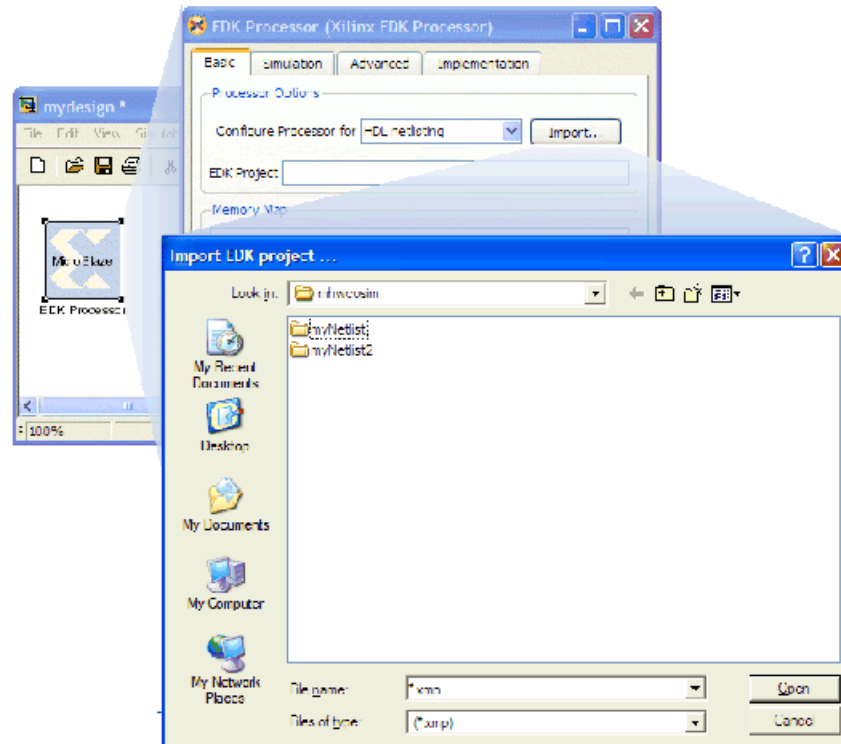 EDK Processor (Xilinx EDK Processor)
Basic Simulation Advanced Implementation
Processor Options
Configure Processor for HDL netlisting Import...
EDK Project
Memory Map
mydesign *
File Edit View
MicroBlaze
EDK Processor
100%
Import EDK project ...
Look in: mhwcosim
myNetlist
myNetlist2
My Recent
Documents
Desktop
My Documents
My Computer
My Network
Places
File name: *.xmp Open
Files of type: (*.xmp) Cancel